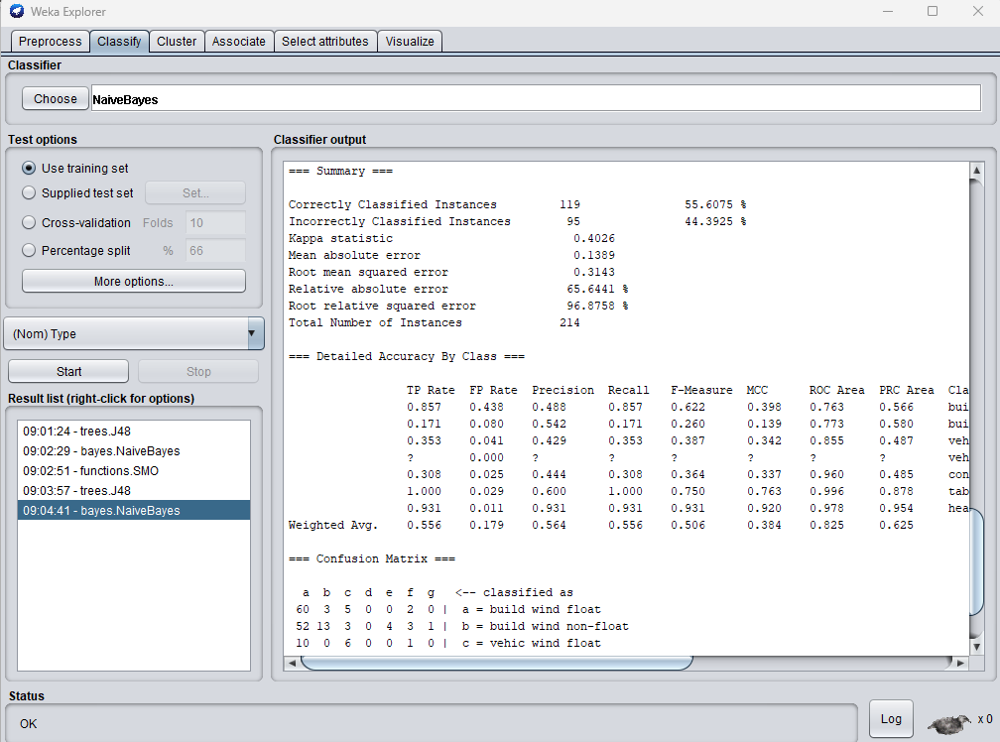 Weka Explorer
Preprocess Classify Cluster Associate Select attributes Visualize
Classifier
Choose NaiveBayes
Test options
Use training set
Supplied test set Set...
Cross-validation Folds 10
Percentage split % 66
More options...
(Nom) Type
Start Stop
Result list (right-click for options)
09:01:24 - trees.J48
09:02:29 - bayes.NaiveBayes
09:02:51 - functions.SMO
09:03:57 - trees.J48
09:04:41 - bayes.NaiveBayes
Classifier output
=== Summary ===
Correctly Classified Instances 119 55.6075 %
Incorrectly Classified Instances 95 44.3925 %
Kappa statistic 0.4026
Mean absolute error 0.1389
Root mean squared error 0.3143
Relative absolute error 65.6441 %
Root relative squared error 96.8758 %
Total Number of Instances 214
=== Detailed Accuracy By Class ===
TP Rate FP Rate Precision Recall F-Measure MCC ROC Area PRC Area Cla
0.857 0.438 0.488 0.857 0.622 0.398 0.763 0.566 bui
0.171 0.080 0.542 0.171 0.260 0.139 0.773 0.580 bui
0.353 0.041 0.429 0.353 0.387 0.342 0.855 0.487 veh
? 0.000 ? ? ? ? ? ? veh
0.308 0.025 0.444 0.308 0.364 0.337 0.960 0.485 con
1.000 0.029 0.600 1.000 0.750 0.763 0.996 0.878 tab
0.931 0.011 0.931 0.931 0.931 0.920 0.978 0.954 hea
Weighted Avg. 0.556 0.179 0.564 0.556 0.506 0.384 0.825 0.625
=== Confusion Matrix ===
a b c d e f g <-- classified as
60 3 5 0 0 2 0 | a = build wind float
52 13 3 0 4 3 1 | b = build wind non-float
10 0 6 0 0 1 0 | c = vehic wind float
Status
OK
Log x 0